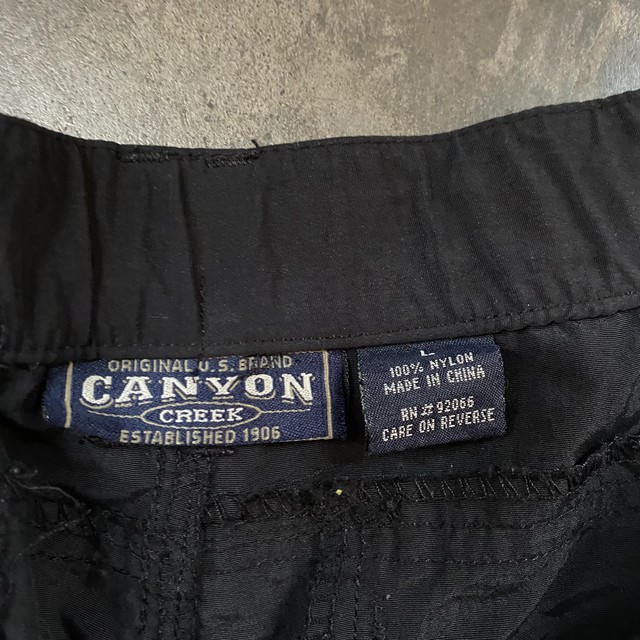 ORIGINAL U.S. BRAND
CANYON
CREEK
ESTABLISHED 1906
L
100% NYLON
MADE IN CHINA
RN# 92066
CARE ON REVERSE